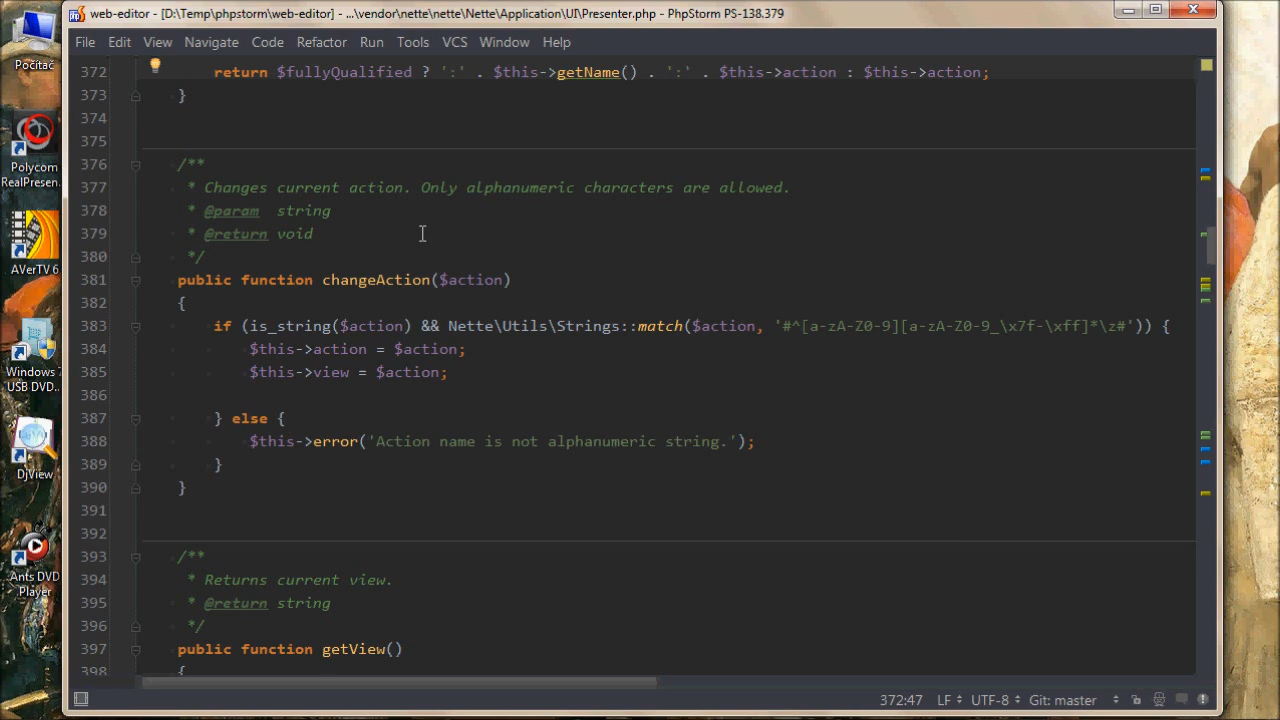 web-editor - [D:\Temp\phpstorm\web-editor] - ...\vendor\nette\nette\Nette\Application\UI\Presenter.php - PhpStorm PS-138.379
File Edit View Navigate Code Refactor Run Tools VCS Window Help
Počítač
Polycom
RealPresen...
AVerTV 6
Windows 7
USB DVD...
DjView
Ants DVD
Player
372 return $fullyQualified ? ':' . $this->getName() . ':' . $this->action : $this->action;
373 }
374
375
376 /**
377 * Changes current action. Only alphanumeric characters are allowed.
378 * @param  string
379 * @return void
380 */
381 public function changeAction($action)
382 {
383 if (is_string($action) && Nette\Utils\Strings::match($action, '#^[a-zA-Z0-9][a-zA-Z0-9_\x7f-\xff]*\z#')) {
384 $this->action = $action;
385 $this->view = $action;
386
387 } else {
388 $this->error('Action name is not alphanumeric string.');
389 }
390 }
391
392
393 /**
394 * Returns current view.
395 * @return string
396 */
397 public function getView()
398 {
372:47 LF UTF-8 Git: master